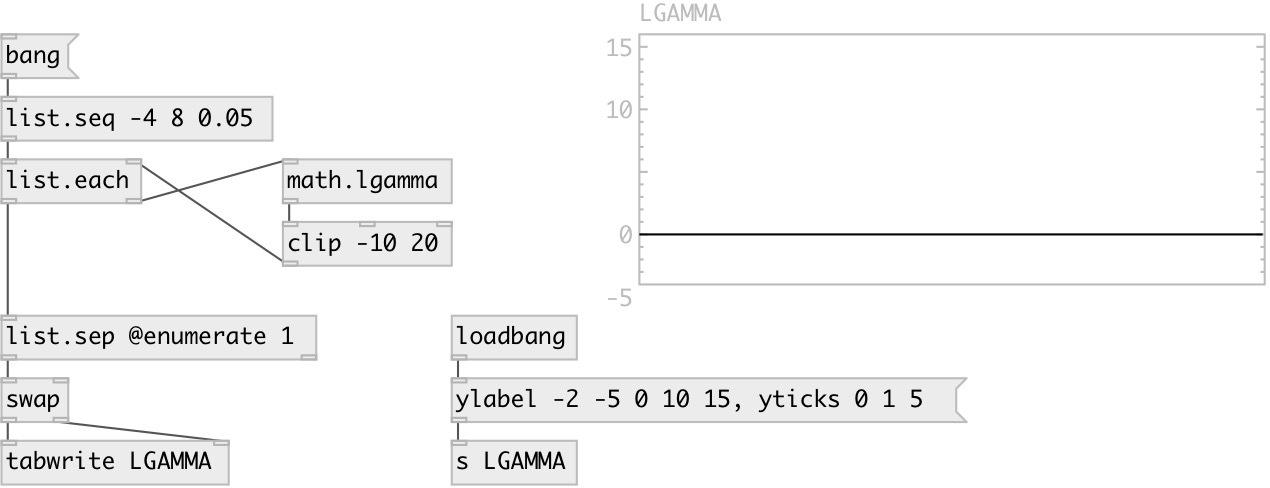 LGAMMA
bang
15
list.seq -4 8 0.05
10
list.each
math.lgamma
clip -10 20
0
-5
list.sep @enumerate 1
loadbang
swap
ylabel -2 -5 0 10 15, yticks 0 1 5
tabwrite LGAMMA
s LGAMMA